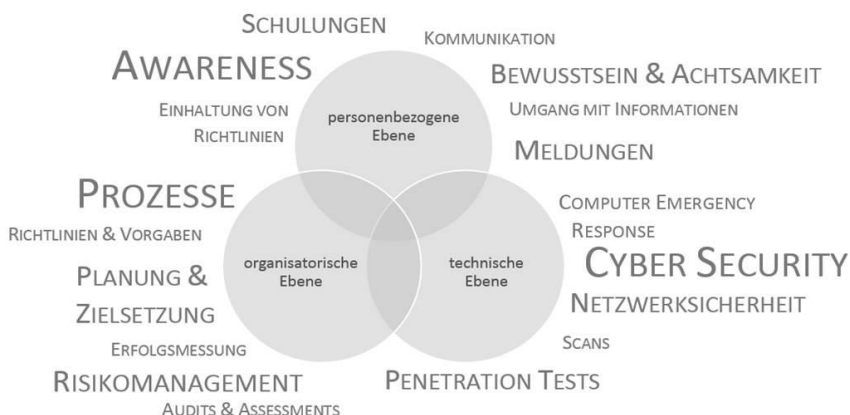 SCHULUNGEN
KOMMUNIKATION
AWARENESS
BEWUSSTSEIN & ACHTSAMKEIT
EINHALTUNG VON
RICHTLINIEN
personenbezogene
Ebene
UMGANG MIT INFORMATIONEN
MELDUNGEN
PROZESSE
RICHTLINIEN & VORGABEN
PLANUNG &
ZIELSETZUNG
ERFOLGSMESSUNG
RISIKOMANAGEMENT
AUDITS & ASSESSMENTS
organisatorische
Ebene
technische
Ebene
COMPUTER EMERGENCY
RESPONSE
CYBER SECURITY
NETZWERKSICHERHEIT
SCANS
PENETRATION TESTS